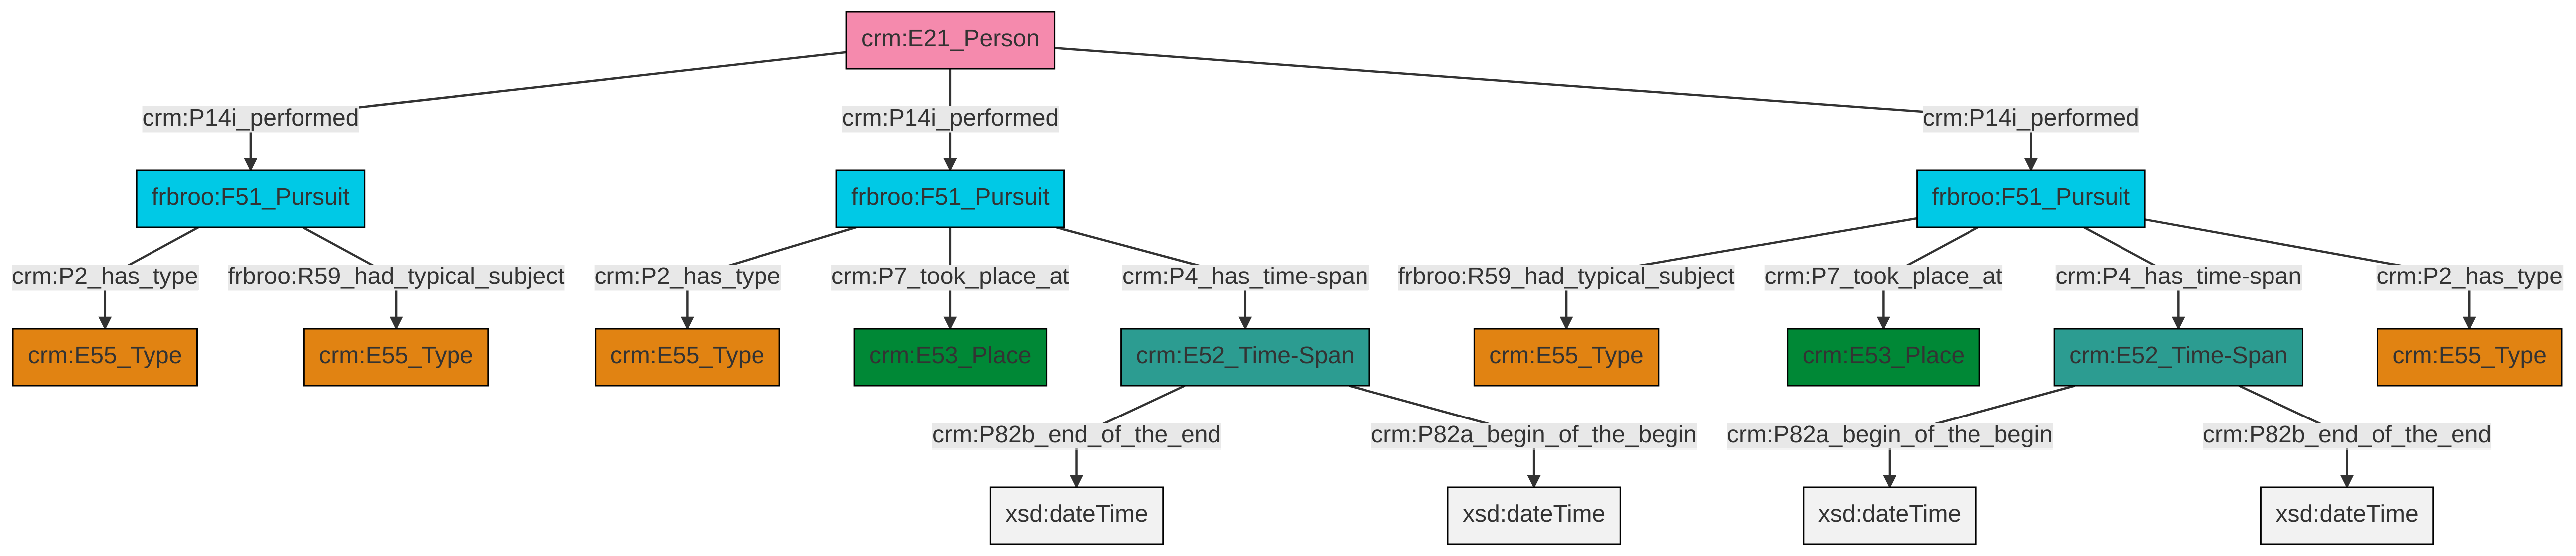 crm:E21_Person
crm:P14i_performed
crm:P14i_performed
crm:P14i_performed
frbroo:F51_Pursuit
frbroo:F51_Pursuit
frbroo:F51_Pursuit
crm:P2_has_type
frbroo:R59_had_typical_subject
crm:P2_has_type
crm:P7_took_place_at
crm:P4_has_time-span
frbroo:R59_had_typical_subject
crm:P7_took_place_at
crm:P4_has_time-span
crm:P2_has_type
crm:E55_Type
crm:E55_Type
crm:E55_Type
crm:E53_Place
crm:E52_Time-Span
crm:E55_Type
crm:E53_Place
crm:E52_Time-Span
crm:E55_Type
crm:P82b_end_of_the_end
crm:P82a_begin_of_the_begin
crm:P82a_begin_of_the_begin
crm:P82b_end_of_the_end
xsd:dateTime
xsd:dateTime
xsd:dateTime
xsd:dateTime